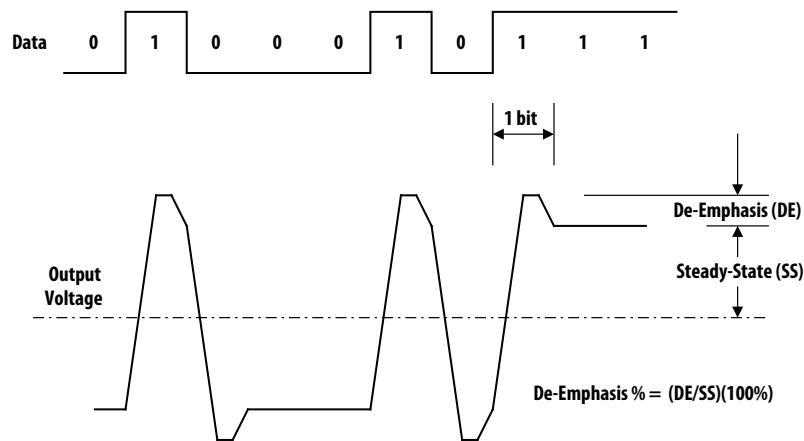 Data 0 1 0 0 0 1 0 1 1 1
1 bit
De-Emphasis (DE)
Output
Voltage
Steady-State (SS)
De-Emphasis % = (DE/SS)(100%)